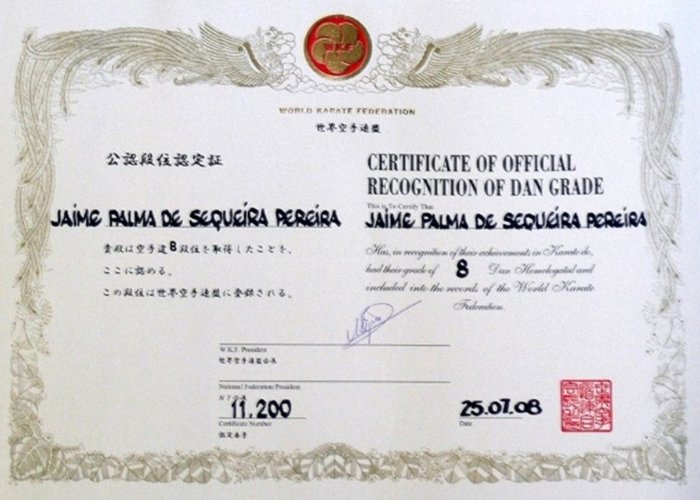 W.K.F.
WORLD KARATE FEDERATION
世界空手連盟
公認段位認定証
JAIME PALMA DE SEQUEIRA PEREIRA
貴殿は空手道8段位を取得したことを、
ここに認める。
この段位は世界空手連盟に登録される。
CERTIFICATE OF OFFICIAL
RECOGNITION OF DAN GRADE
This is To Certify That
JAIME PALMA DE SEQUEIRA PEREIRA
Has, in recognition of their achievements in Karate do,
had their grade of 8 Dan Homologated and
included into the records of the World Karate
Federation.
W.K.F. President
世界空手連盟会長
National Federation President
11.200
Certificate Number
認定番号
25.07.08
Date